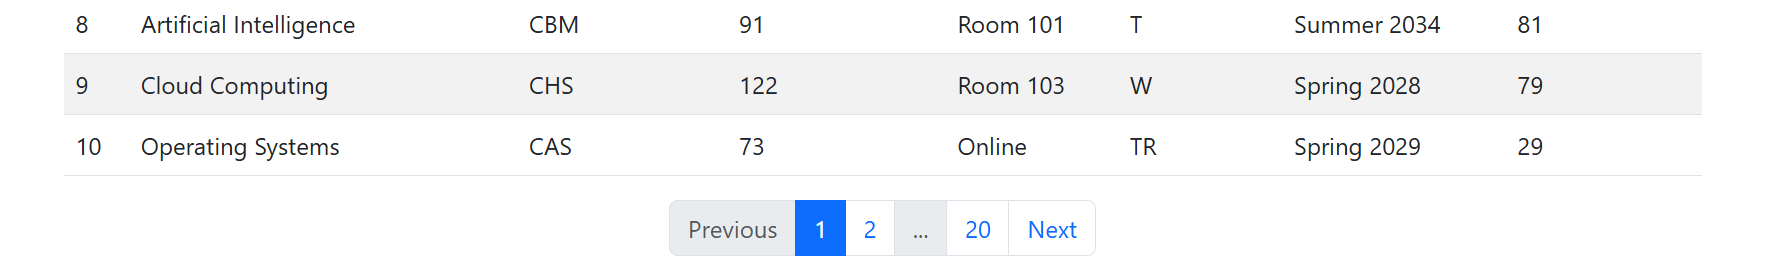 8 Artificial Intelligence CBM 91 Room 101 T Summer 2034 81
9 Cloud Computing CHS 122 Room 103 W Spring 2028 79
10 Operating Systems CAS 73 Online TR Spring 2029 29
Previous 1 2 ... 20 Next